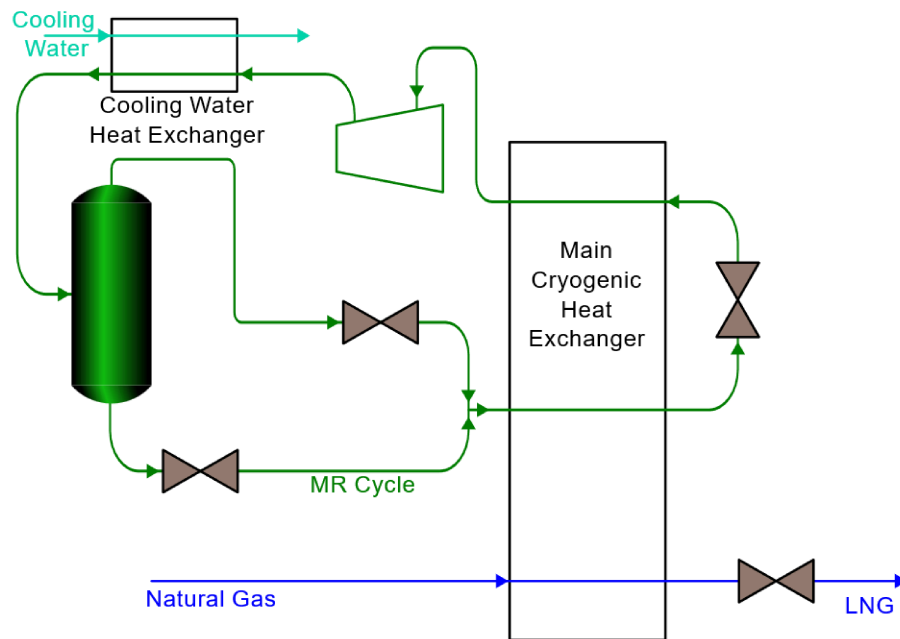 Cooling
Water
Cooling Water
Heat Exchanger
Main
Cryogenic
Heat
Exchanger
MR Cycle
Natural Gas
LNG